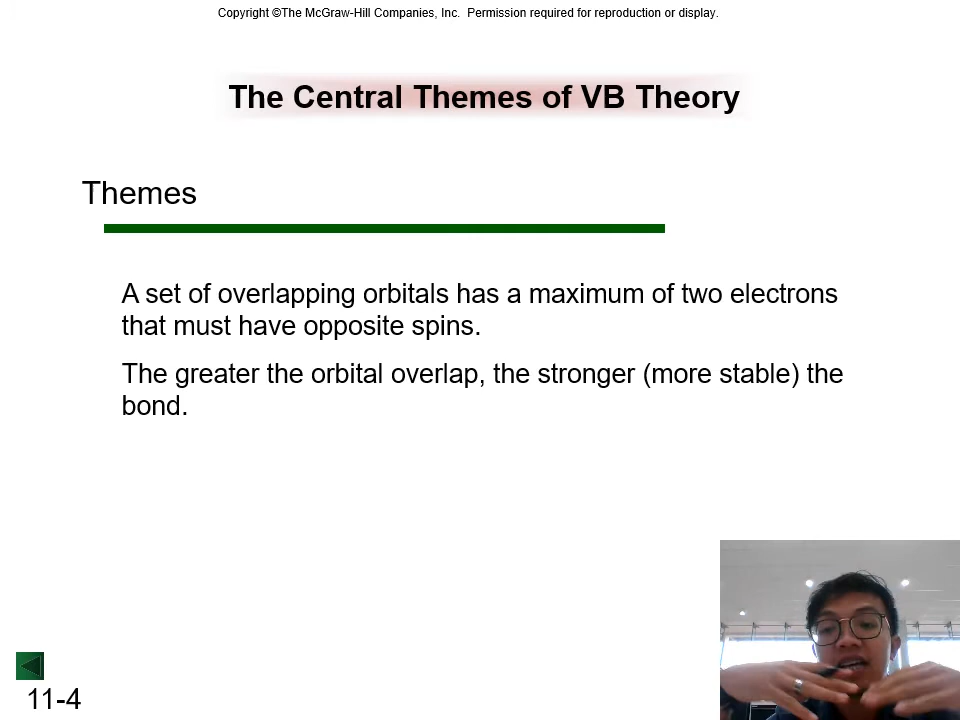 Copyright ©The McGraw-Hill Companies, Inc. Permission required for reproduction or display.
The Central Themes of VB Theory
Themes
A set of overlapping orbitals has a maximum of two electrons
that must have opposite spins.
The greater the orbital overlap, the stronger (more stable) the
bond.
11-4